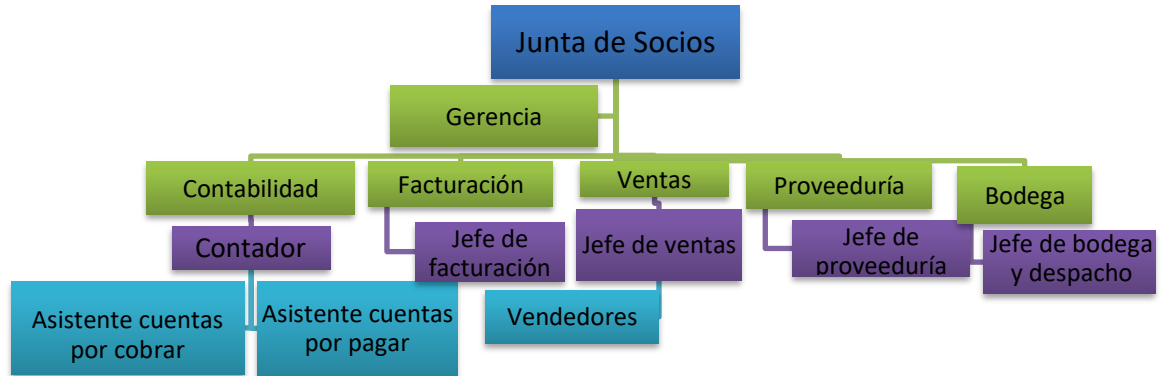 Junta de Socios
Gerencia
Contabilidad
Facturación
Ventas
Proveeduría
Bodega
Contador
Jefe de
facturación
Jefe de ventas
Jefe de
proveeduría
Jefe de bodega
y despacho
Asistente cuentas
por cobrar
Asistente cuentas
por pagar
Vendedores